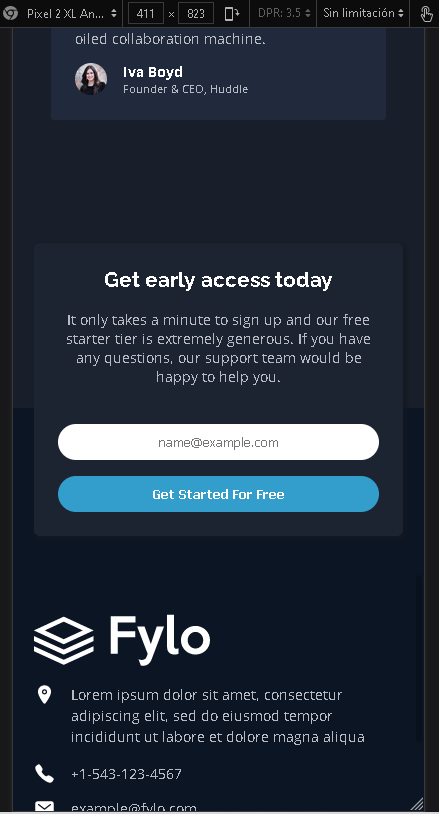 Pixel 2 XL An... 411 × 823 DPR: 3.5 Sin limitación
oiled collaboration machine.
Iva Boyd
Founder & CEO, Huddle
Get early access today
It only takes a minute to sign up and our free
starter tier is extremely generous. If you have
any questions, our support team would be
happy to help you.
name@example.com
Get Started For Free
Fylo
Lorem ipsum dolor sit amet, consectetur
adipiscing elit, sed do eiusmod tempor
incididunt ut labore et dolore magna aliqua
+1-543-123-4567
example@fylo.com